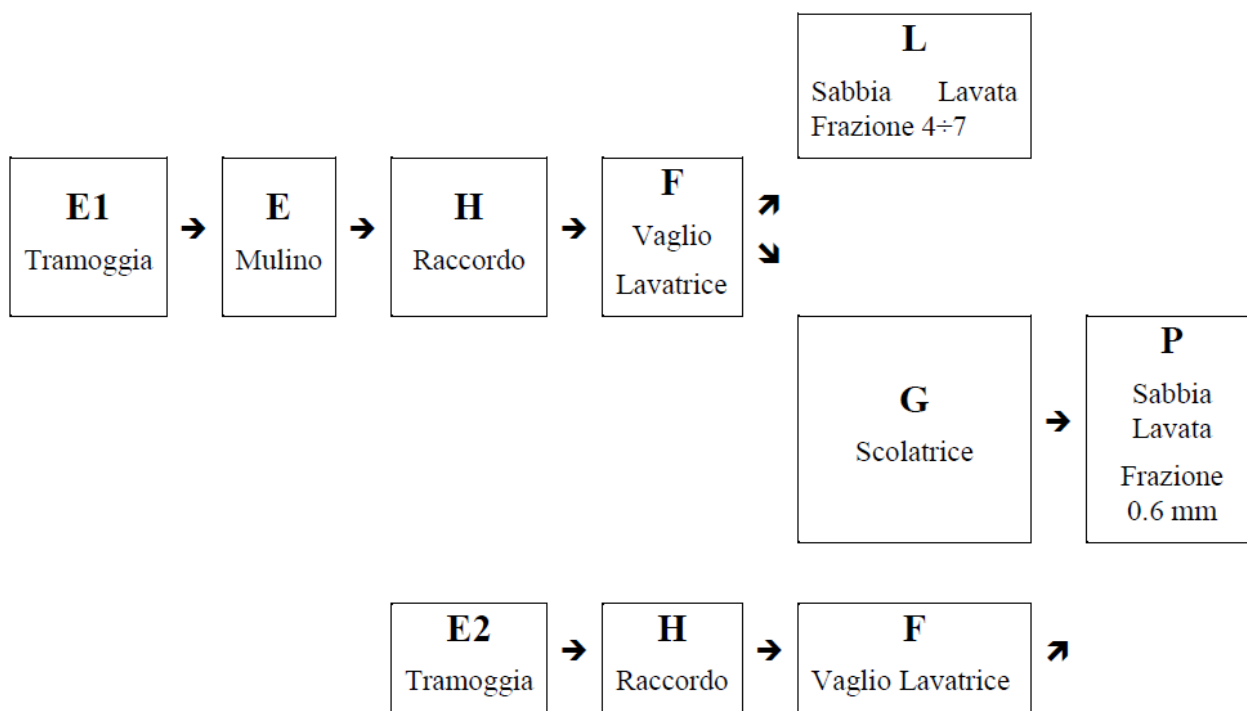 L
Sabbia Lavata
Frazione 4÷7
E1
Tramoggia
E
Mulino
H
Raccordo
F
Vaglio
Lavatrice
G
Scolatrice
P
Sabbia
Lavata
Frazione
0.6 mm
E2
Tramoggia
H
Raccordo
F
Vaglio Lavatrice